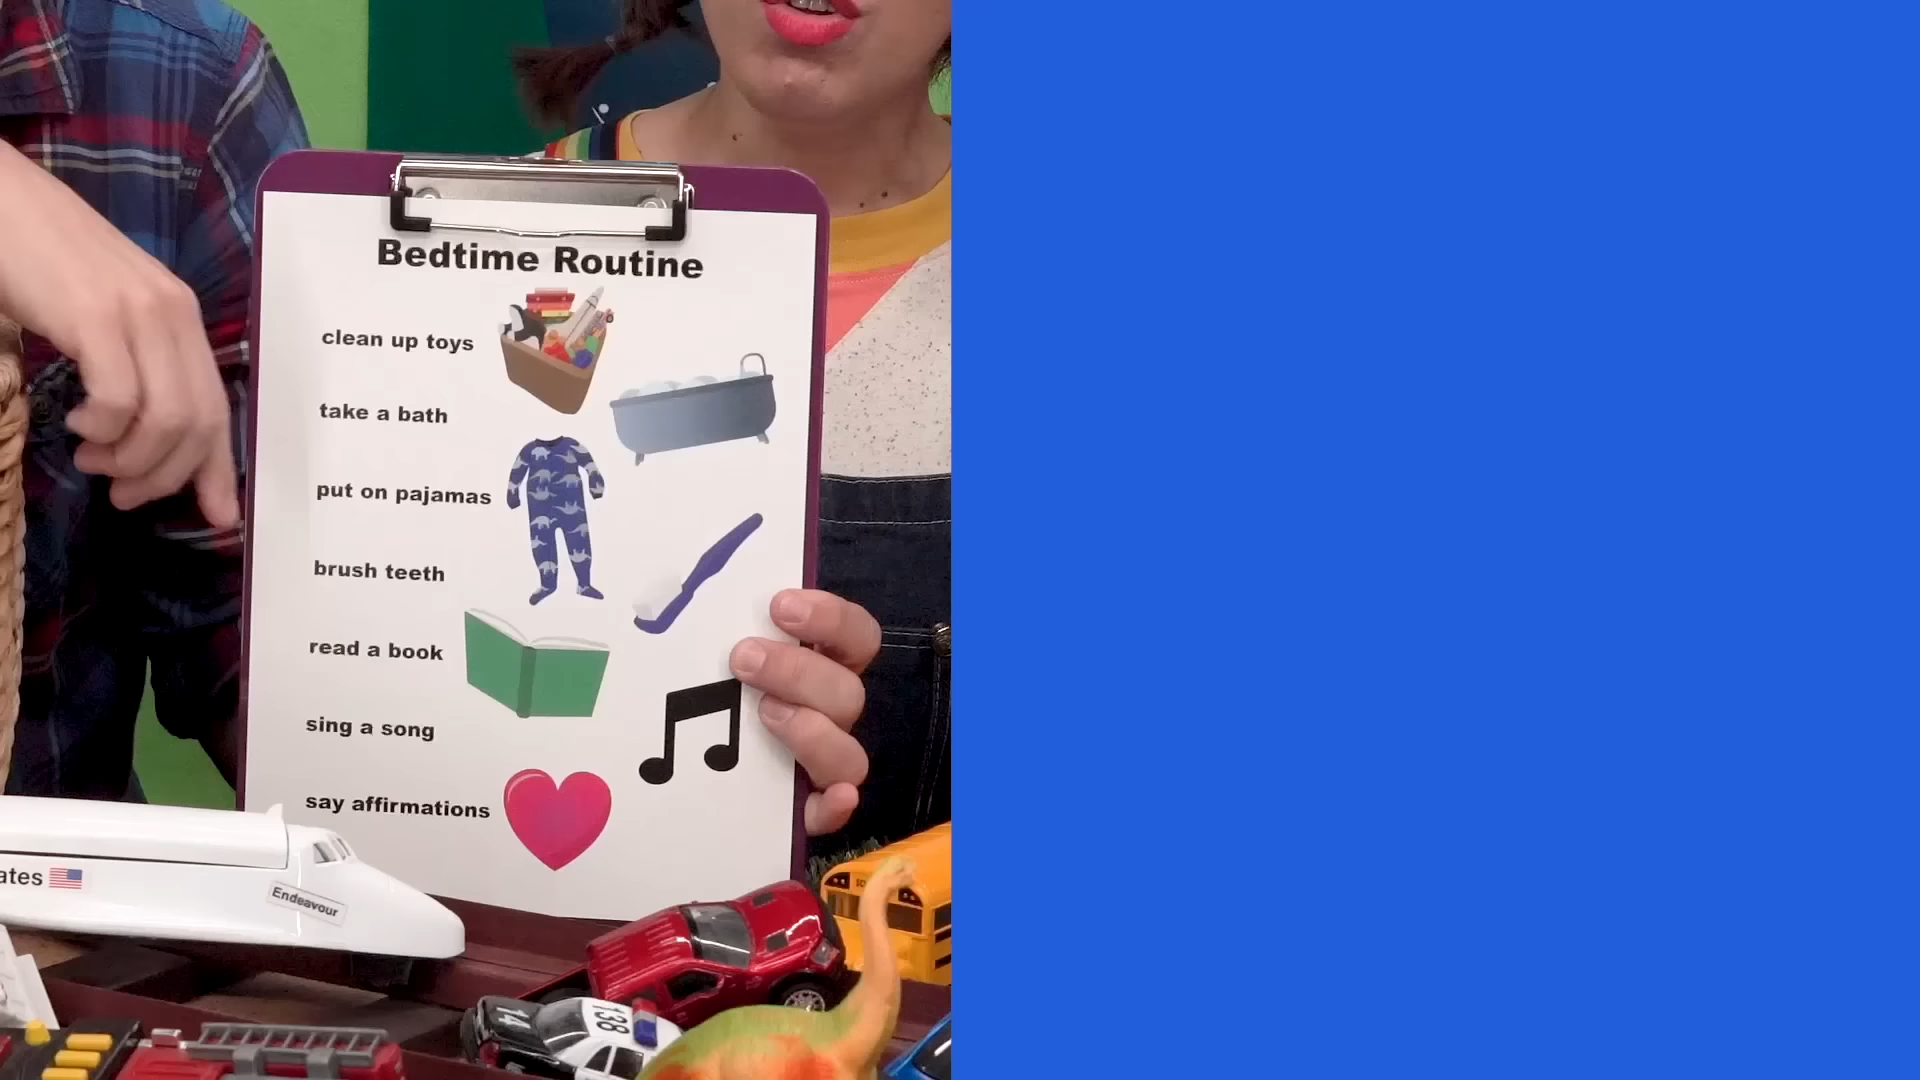 Bedtime Routine
clean up toys
take a bath
put on pajamas
brush teeth
read a book
sing a song
say affirmations
ates
Endeavour
14
138